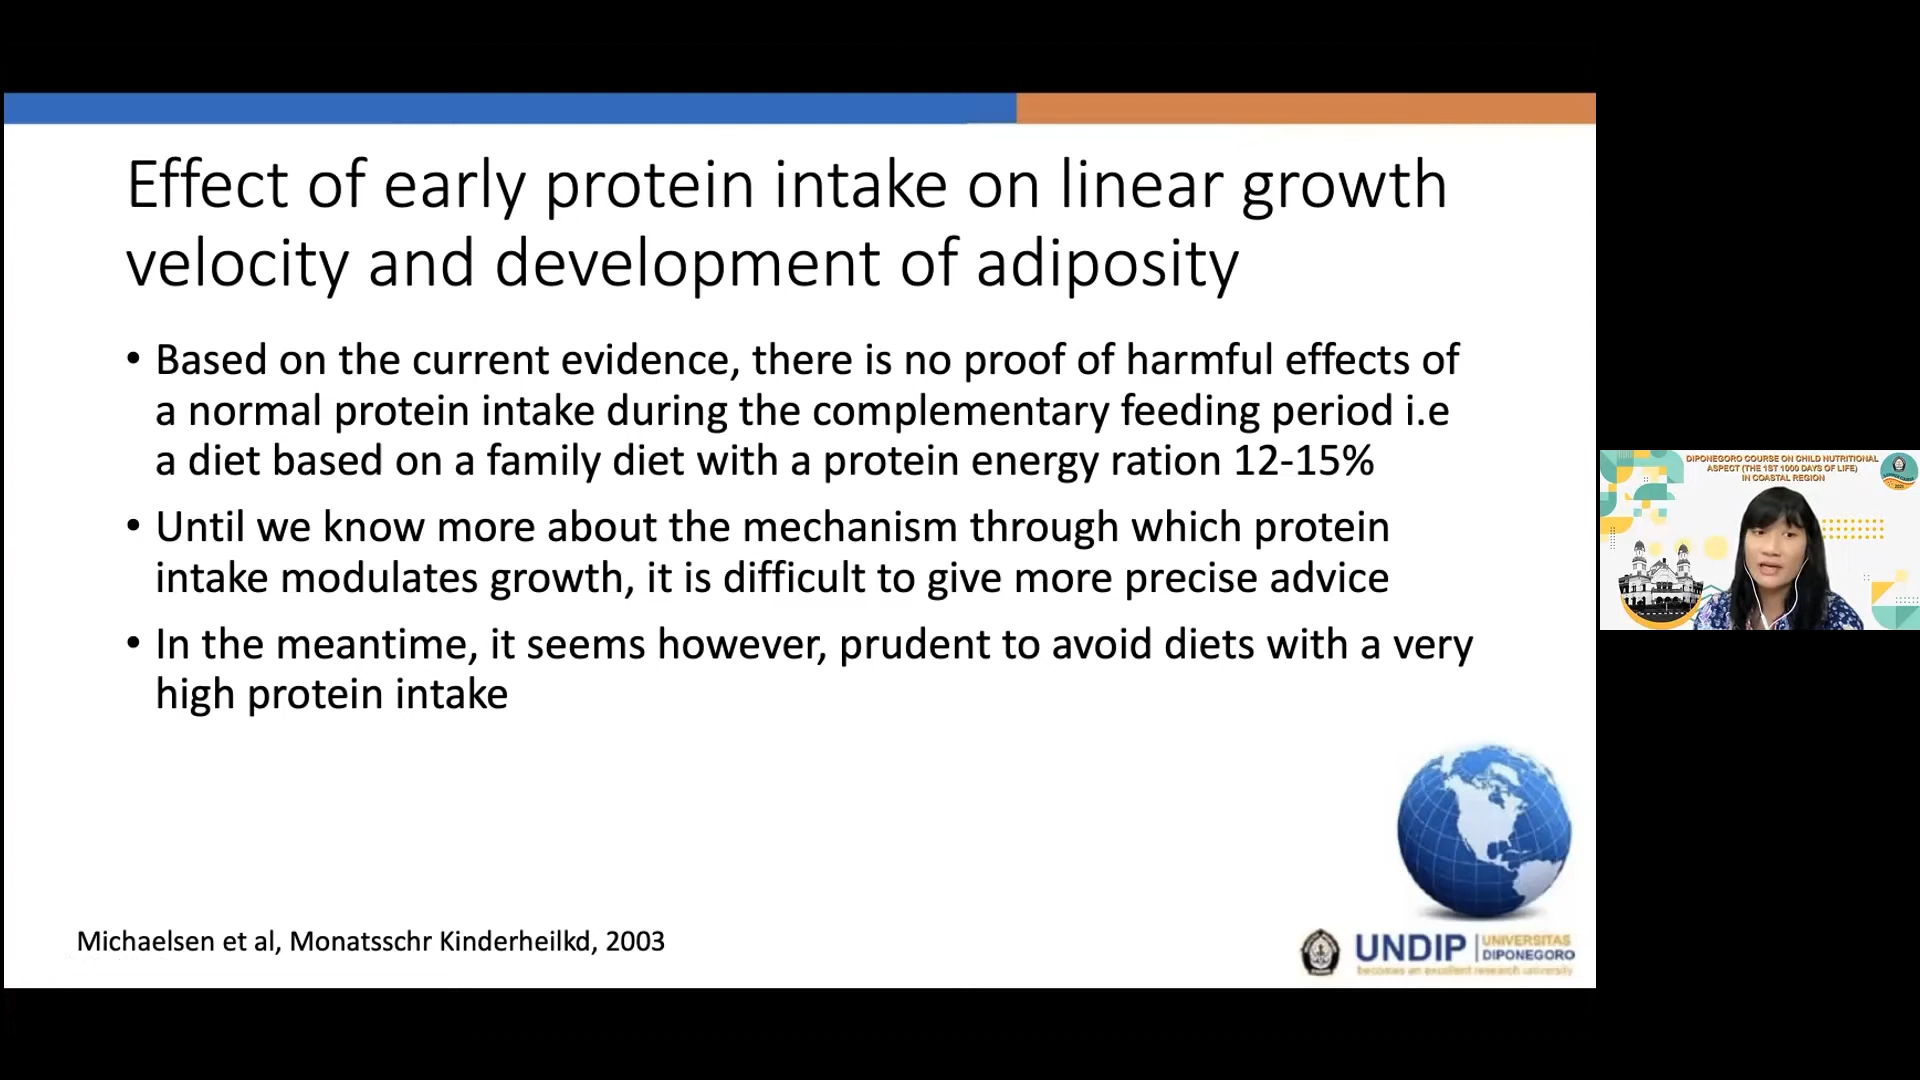 Effect of early protein intake on linear growth
velocity and development of adiposity
• Based on the current evidence, there is no proof of harmful effects of
a normal protein intake during the complementary feeding period i.e
a diet based on a family diet with a protein energy ration 12-15%
• Until we know more about the mechanism through which protein
intake modulates growth, it is difficult to give more precise advice
• In the meantime, it seems however, prudent to avoid diets with a very
high protein intake
Michaelsen et al, Monatsschr Kinderheilkd, 2003
UNDIP
UNIVERSITAS
DIPONEGORO
becomes an excellent research university
DIPONEGORO COURSE ON CHILD NUTRITIONAL
ASPECT (THE 1ST 1000 DAYS OF LIFE)
IN COASTAL REGION